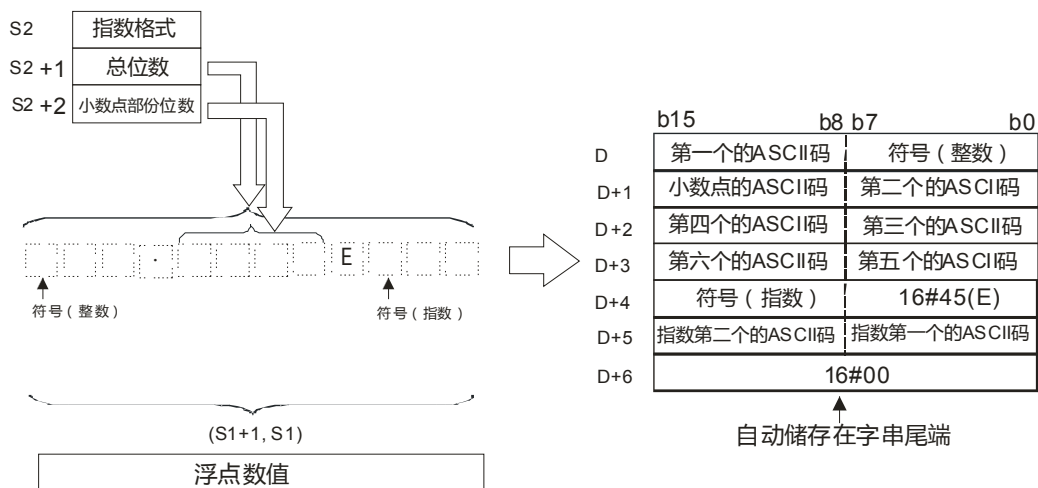 S2 指数格式
S2 +1 总位数
S2 +2 小数点部份位数
. E
符号(整数) 符号(指数)
(S1+1, S1)
浮点数值
b15 b8 b7 b0
D 第一个的ASCII码 符号(整数)
D+1 小数点的ASCII码 第二个的ASCII码
D+2 第四个的ASCII码 第三个的ASCII码
D+3 第六个的ASCII码 第五个的ASCII码
D+4 符号(指数) 16#45(E)
D+5 指数第二个的ASCII码 指数第一个的ASCII码
D+6 16#00
自动储存在字串尾端